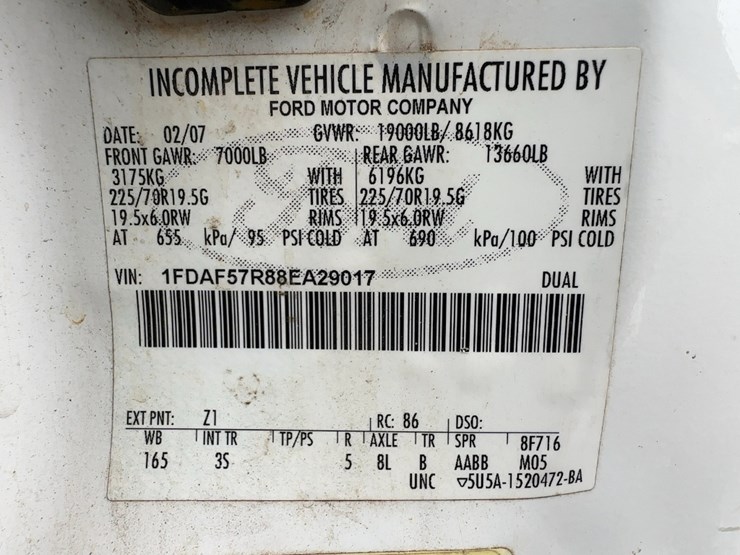 INCOMPLETE VEHICLE MANUFACTURED BY
FORD MOTOR COMPANY
DATE: 02/07 GVWR: 19000LB/ 8618KG
FRONT GAWR: 7000LB REAR GAWR: 13660LB
3175KG WITH 6196KG WITH
225/70R19.5G TIRES 225/70R19.5G TIRES
19.5x6.0RW RIMS 19.5x6.0RW RIMS
AT 655 kPa/ 95 PSI COLD AT 690 kPa/100 PSI COLD
VIN: 1FDAF57R88EA29017 DUAL
EXT PNT: Z1 RC: 86 DSO:
WB INT TR TP/PS R AXLE TR SPR 8F716
165 3S 5 8L B AABB M05
UNC ▽5U5A-1520472-BA